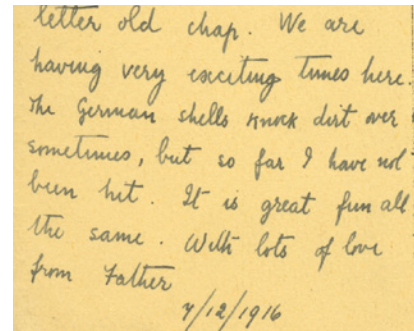 letter old chap. We are
having very exciting times here.
The German shells knock dirt over
sometimes, but so far I have not
been hit. It is great fun all
the same. With lots of love
from Father
7/12/1916